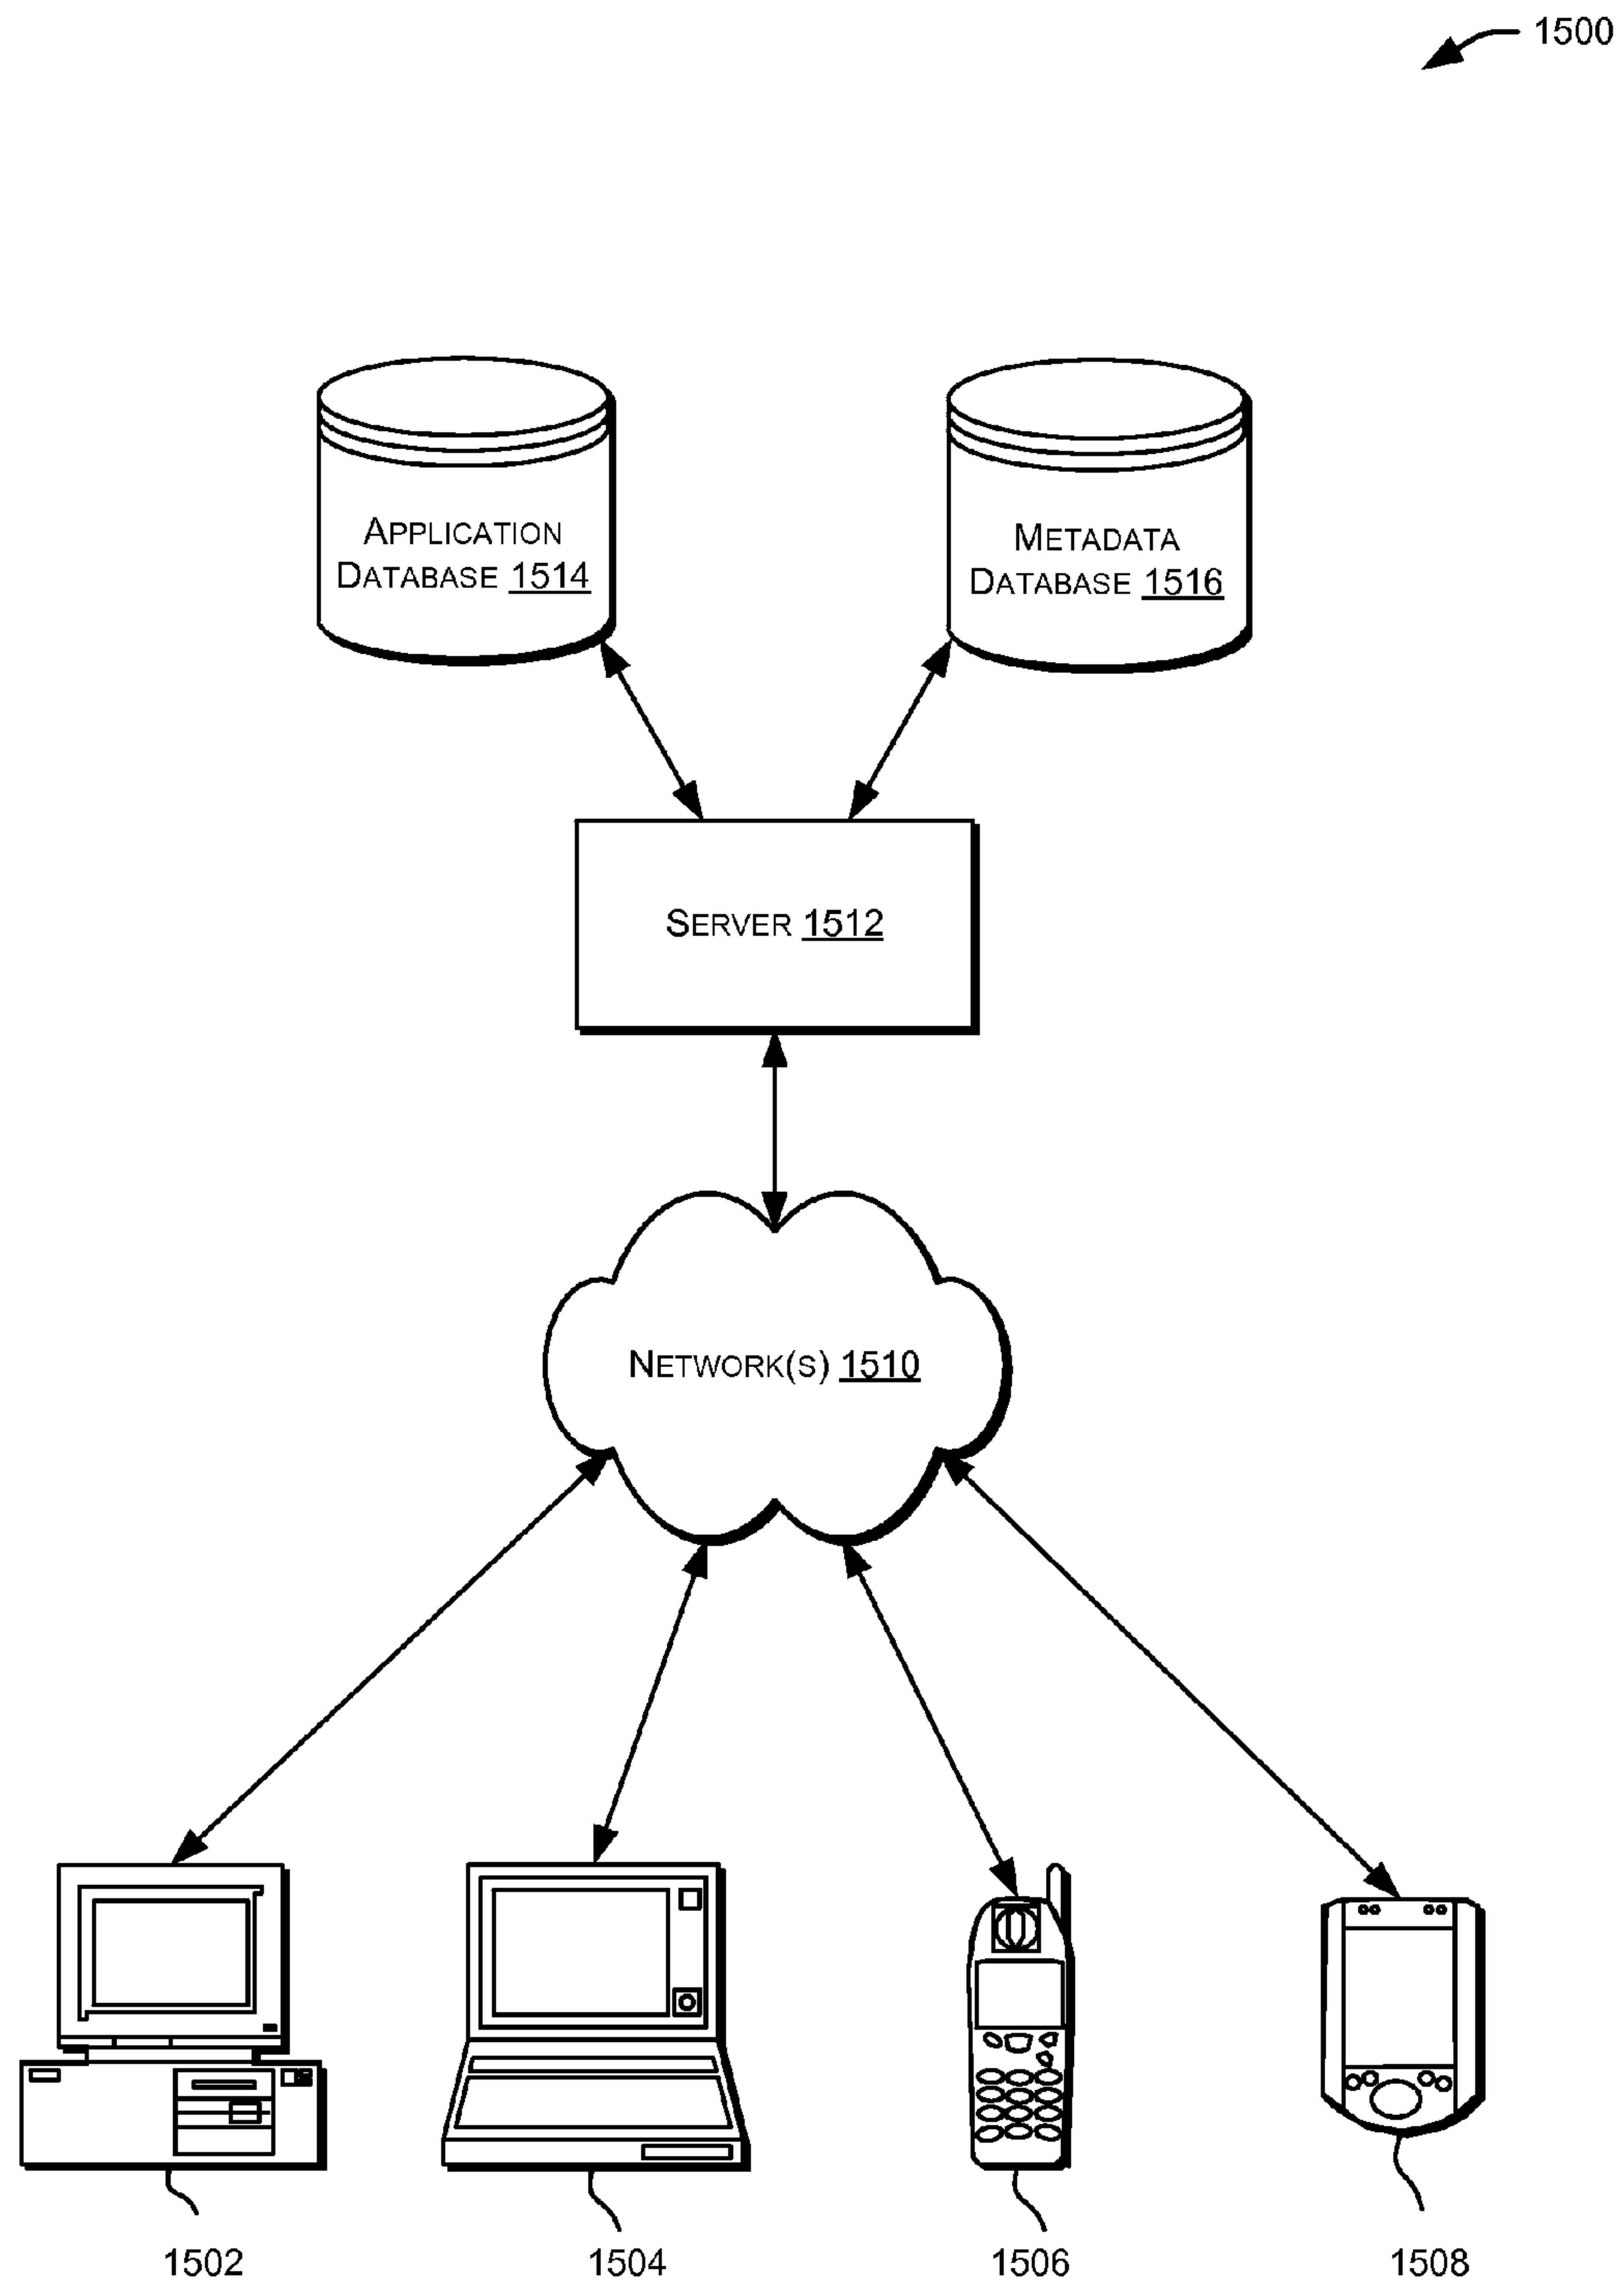 1500
APPLICATION
DATABASE 1514
METADATA
DATABASE 1516
SERVER 1512
NETWORK(S) 1510
1502
1504
1506
1508